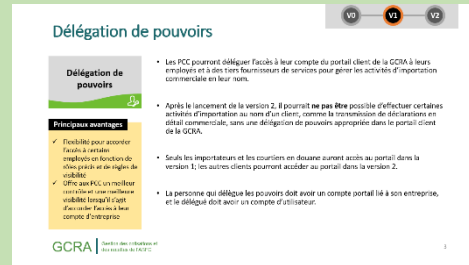 V0 V1 V2
Délégation de pouvoirs
Délégation de
pouvoirs
Principaux avantages
✓ Flexibilité pour accorder
l'accès à certains
employés en fonction de
rôles précis et de règles de
visibilité
✓ Offre aux PCC un meilleur
contrôle et une meilleure
visibilité lorsqu'il s'agit
d'accorder l'accès à leur
compte d'entreprise
• Les PCC pourront déléguer l'accès à leur compte du portail client de la GCRA à leurs
employés et à des tiers fournisseurs de services pour gérer les activités d'importation
commerciale en leur nom.
• Après le lancement de la version 2, il pourrait ne pas être possible d'effectuer certaines
activités d'importation au nom d'un client, comme la transmission de déclarations en
détail commerciale, sans une délégation de pouvoirs appropriée dans le portail client
de la GCRA.
• Seuls les importateurs et les courtiers en douane auront accès au portail dans la
version 1; les autres clients pourront accéder au portail dans la version 2.
• La personne qui délègue les pouvoirs doit avoir un compte portail lié à son entreprise,
et le délégué doit avoir un compte d'utilisateur.
GCRA
Gestion des cotisations et
des recettes de l'ASFC